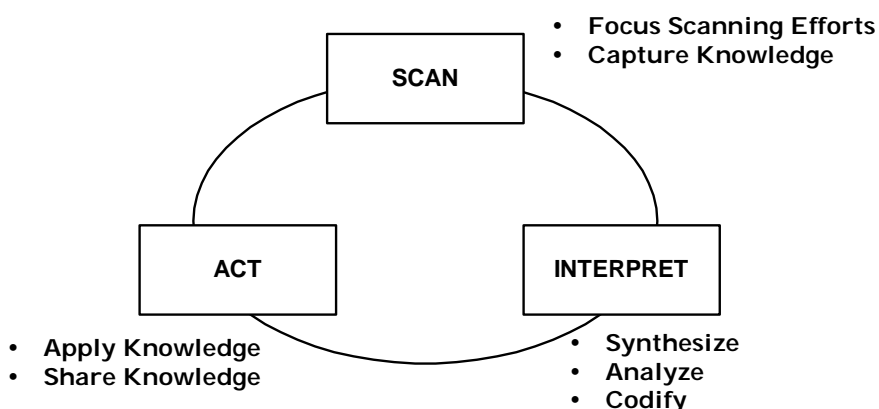 • Focus Scanning Efforts
• Capture Knowledge
SCAN
ACT
INTERPRET
• Apply Knowledge
• Share Knowledge
• Synthesize
• Analyze
• Codify